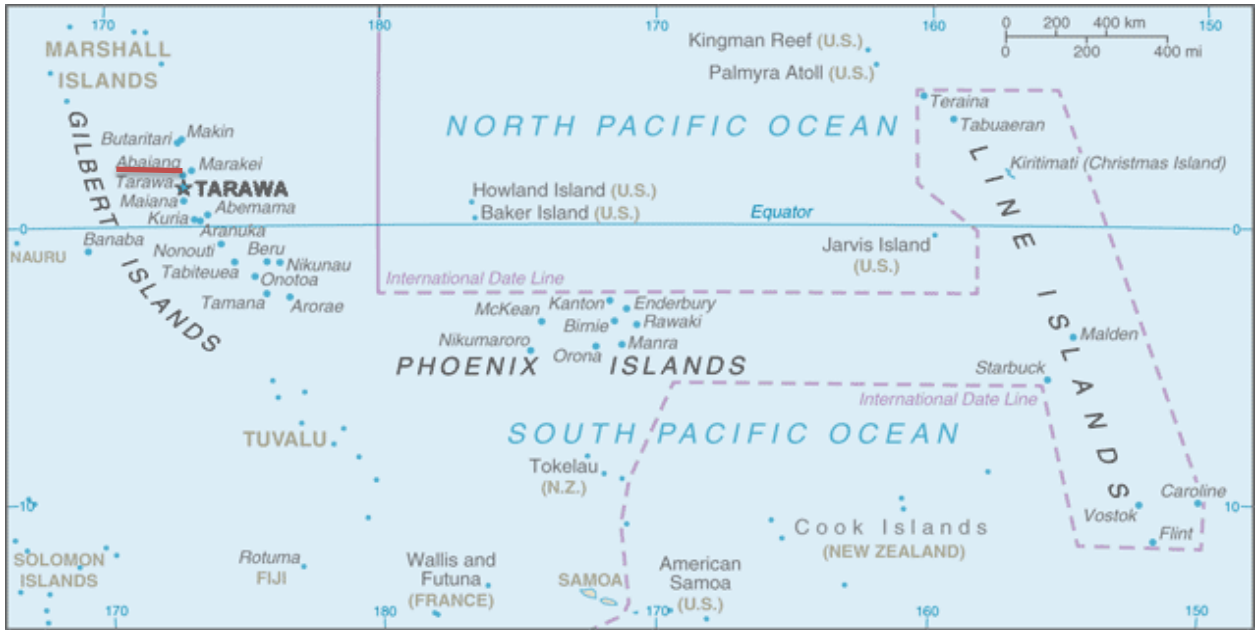 170
180
170
160
150
0 200 400 km
0 200 400 mi
MARSHALL
ISLANDS
Kingman Reef (U.S.)
Palmyra Atoll (U.S.)
Teraina
Tabuaeran
NORTH PACIFIC OCEAN
GILBERT ISLANDS
Butaritari
Makin
Abaiang
Marakei
Tarawa
TARAWA
Maiana
Abemama
Kuria
Aranuka
Kiritimati (Christmas Island)
LINE ISLANDS
Howland Island (U.S.)
Baker Island (U.S.)
Equator
0
0
NAURU
Banaba
Nonouti
Beru
Nikunau
Tabiteuea
Onotoa
Tamana
Arorae
Jarvis Island
(U.S.)
International Date Line
McKean
Kanton
Enderbury
Birnie
Rawaki
Nikumaroro
Orona
Manra
PHOENIX ISLANDS
Malden
Starbuck
International Date Line
TUVALU
SOUTH PACIFIC OCEAN
Tokelau
(N.Z.)
Caroline
Vostok
Flint
10
10
Cook Islands
(NEW ZEALAND)
SOLOMON
ISLANDS
Rotuma
FIJI
Wallis and
Futuna
(FRANCE)
SAMOA
American
Samoa
(U.S.)
170
180
170
160
150